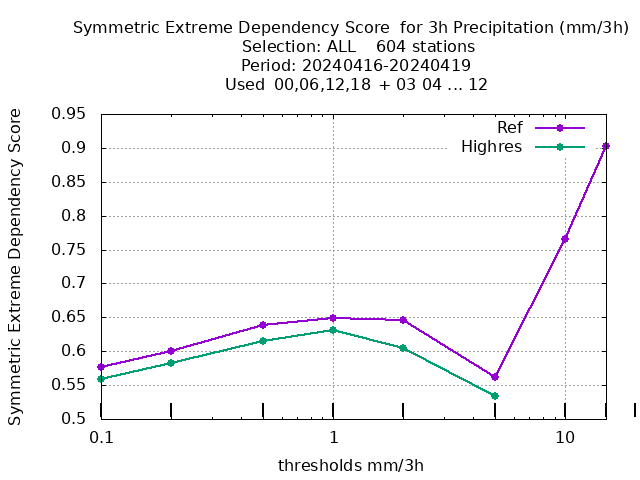 Symmetric Extreme Dependency Score  for 3h Precipitation (mm/3h)
Selection: ALL    604 stations
Period: 20240416-20240419
Used  00,06,12,18  + 03 04 ... 12
Symmetric Extreme Dependency Score
0.95
0.9
0.85
0.8
0.75
0.7
0.65
0.6
0.55
0.5
Ref
Highres
0.1
1
10
thresholds mm/3h